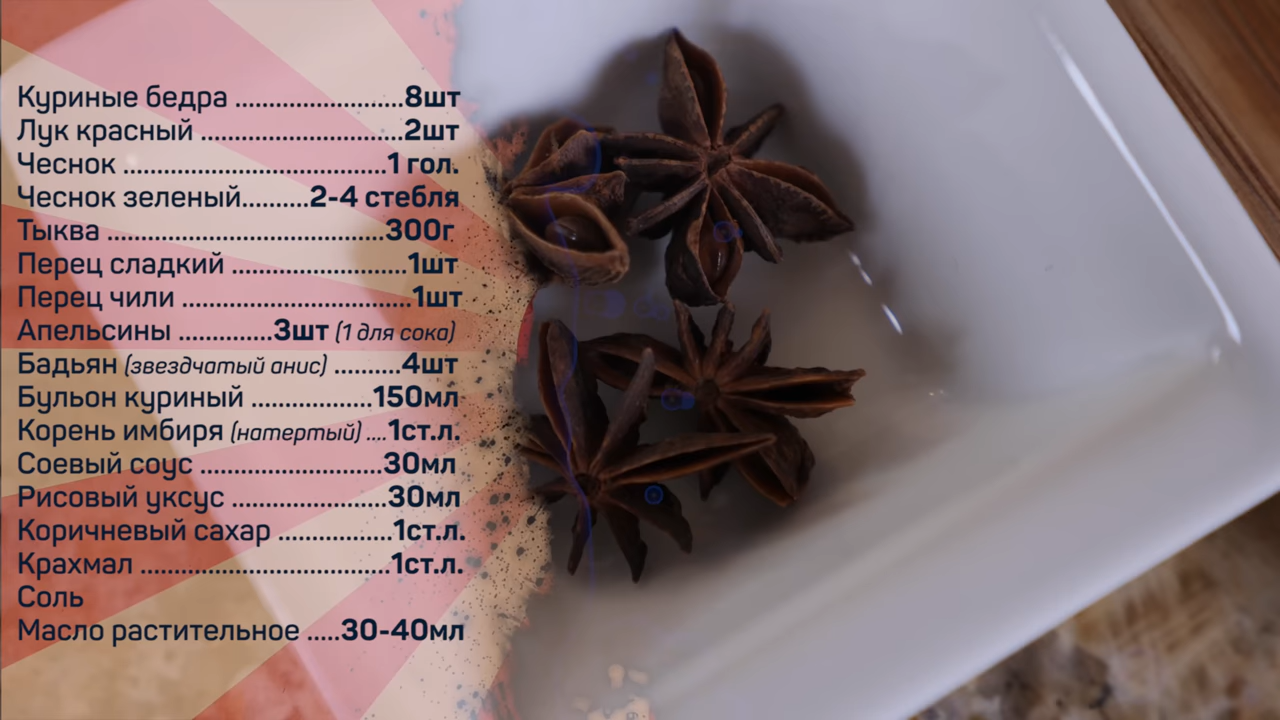 Куриные бедра .........................8шт
Лук красный ..............................2шт
Чеснок .......................................1 гол.
Чеснок зеленый..........2-4 стебля
Тыква .........................................300г
Перец сладкий ..........................1шт
Перец чили ..................................1шт
Апельсины ..............3шт (1 для сока)
Бадьян (звездчатый анис) ..........4шт
Бульон куриный ..................150мл
Корень имбиря (натертый) ....1ст.л.
Соевый соус ...........................30мл
Рисовый уксус .......................30мл
Коричневый сахар .................1ст.л.
Крахмал .....................................1ст.л.
Соль
Масло растительное .....30-40мл